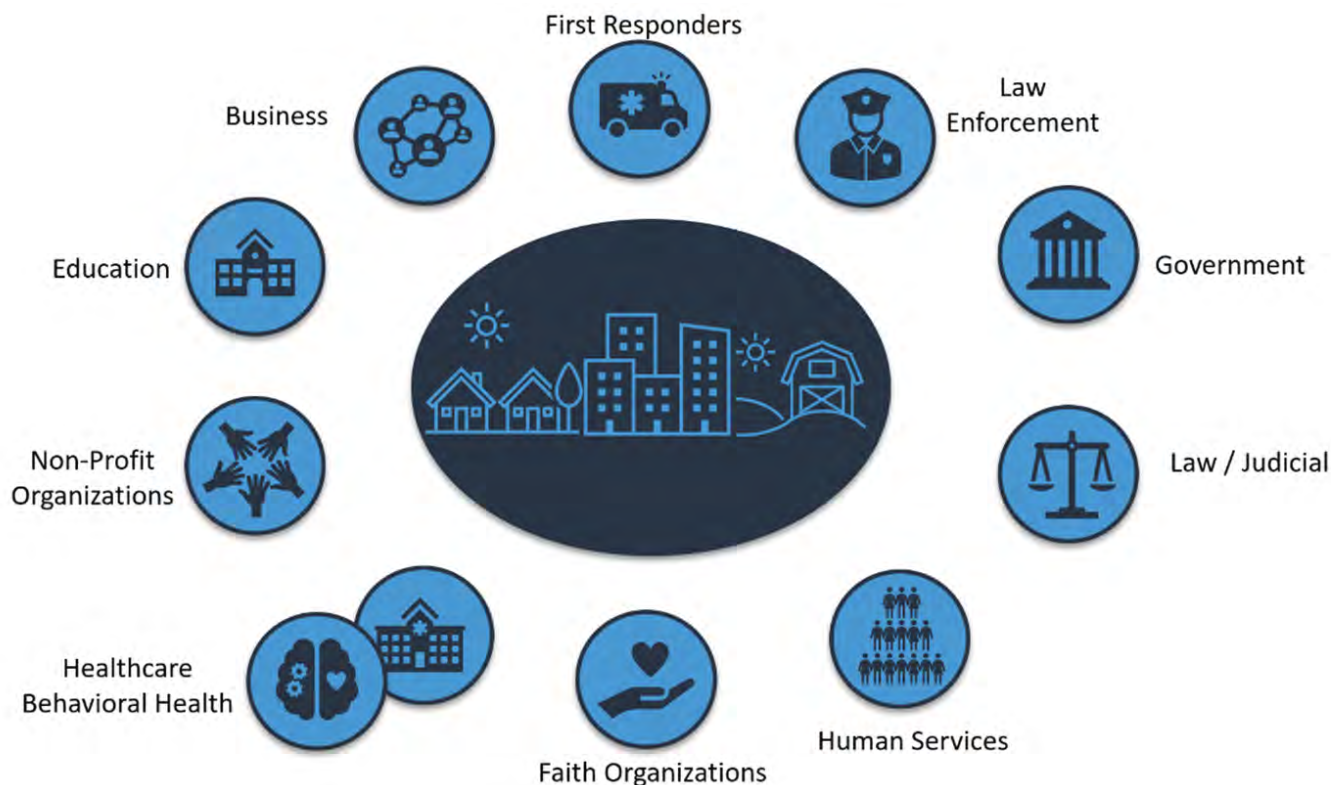 First Responders
Business
Law
Enforcement
Education
Government
Non-Profit
Organizations
Law / Judicial
Healthcare
Behavioral Health
Human Services
Faith Organizations